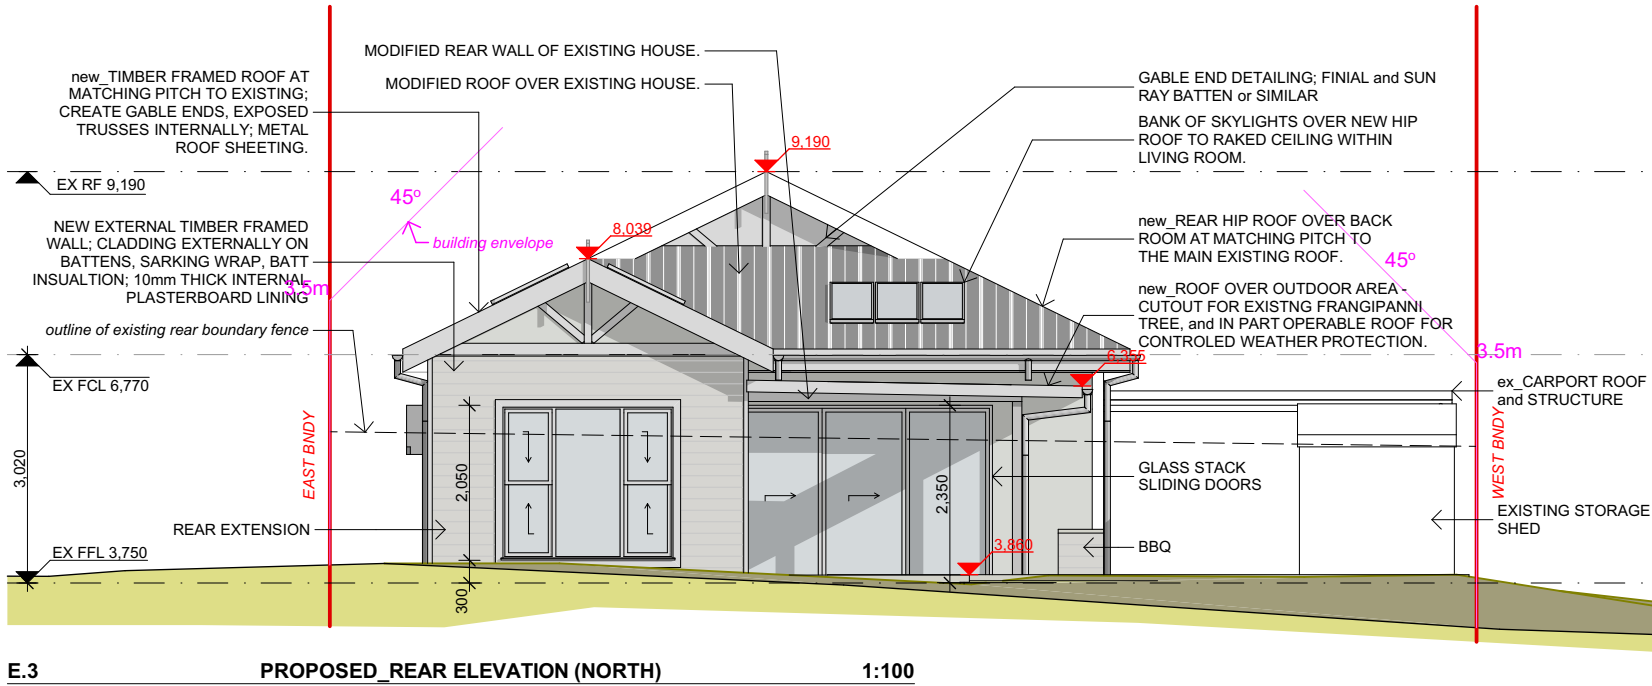 MODIFIED REAR WALL OF EXISTING HOUSE.
MODIFIED ROOF OVER EXISTING HOUSE.
new_TIMBER FRAMED ROOF AT
MATCHING PITCH TO EXISTING;
CREATE GABLE ENDS, EXPOSED
TRUSSES INTERNALLY; METAL
ROOF SHEETING.
EX RF 9,190
45º
building envelope
NEW EXTERNAL TIMBER FRAMED
WALL; CLADDING EXTERNALLY ON
BATTENS, SARKING WRAP, BATT
INSUALTION; 10mm THICK INTERNAL
PLASTERBOARD LINING
3.5m
outline of existing rear boundary fence
EX FCL 6,770
3,020
EAST BNDY
REAR EXTENSION
EX FFL 3,750
9,190
8,039
2,050
300
2,350
3,860
6,355
GABLE END DETAILING; FINIAL and SUN
RAY BATTEN or SIMILAR
BANK OF SKYLIGHTS OVER NEW HIP
ROOF TO RAKED CEILING WITHIN
LIVING ROOM.
new_REAR HIP ROOF OVER BACK
ROOM AT MATCHING PITCH TO
THE MAIN EXISTING ROOF.
45º
new_ROOF OVER OUTDOOR AREA -
CUTOUT FOR EXISTNG FRANGIPANNI
TREE, and IN PART OPERABLE ROOF FOR
CONTROLED WEATHER PROTECTION.
3.5m
ex_CARPORT ROOF
and STRUCTURE
WEST BNDY
GLASS STACK
SLIDING DOORS
EXISTING STORAGE
SHED
BBQ
E.3 PROPOSED_REAR ELEVATION (NORTH) 1:100